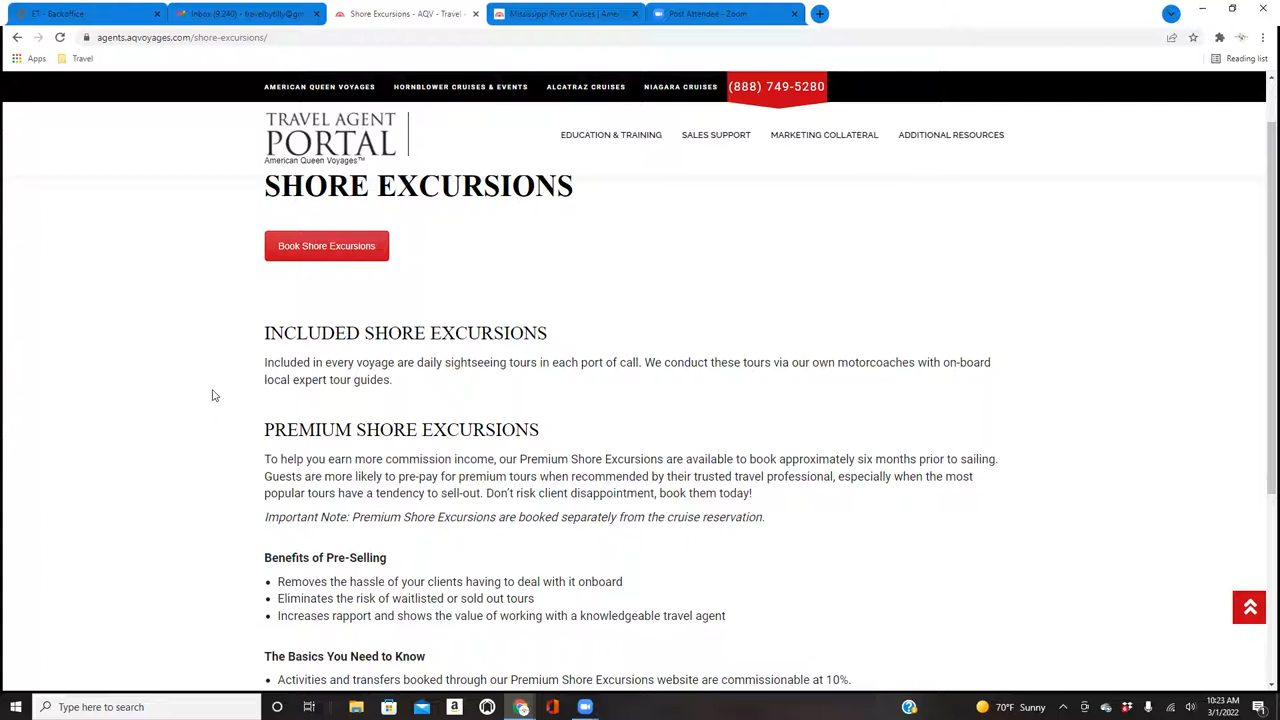 ET - Backoffice
Inbox (9,240) - travelbytilly@gm
Shore Excursions - AQV - Travel
Mississippi River Cruises | Ame
Post Attendee - Zoom
agents.aqvoyages.com/shore-excursions/
Apps
Travel
Reading list
AMERICAN QUEEN VOYAGES
HORNBLOWER CRUISES & EVENTS
ALCATRAZ CRUISES
NIAGARA CRUISES
(888) 749-5280
TRAVEL AGENT
PORTAL
American Queen Voyages™
EDUCATION & TRAINING
SALES SUPPORT
MARKETING COLLATERAL
ADDITIONAL RESOURCES
SHORE EXCURSIONS
Book Shore Excursions
INCLUDED SHORE EXCURSIONS
Included in every voyage are daily sightseeing tours in each port of call. We conduct these tours via our own motorcoaches with on-board
local expert tour guides.
PREMIUM SHORE EXCURSIONS
To help you earn more commission income, our Premium Shore Excursions are available to book approximately six months prior to sailing.
Guests are more likely to pre-pay for premium tours when recommended by their trusted travel professional, especially when the most
popular tours have a tendency to sell-out. Don't risk client disappointment, book them today!
Important Note: Premium Shore Excursions are booked separately from the cruise reservation.
Benefits of Pre-Selling
• Removes the hassle of your clients having to deal with it onboard
• Eliminates the risk of waitlisted or sold out tours
• Increases rapport and shows the value of working with a knowledgeable travel agent
The Basics You Need to Know
• Activities and transfers booked through our Premium Shore Excursions website are commissionable at 10%.
Type here to search
70°F Sunny
10:23 AM
3/1/2022